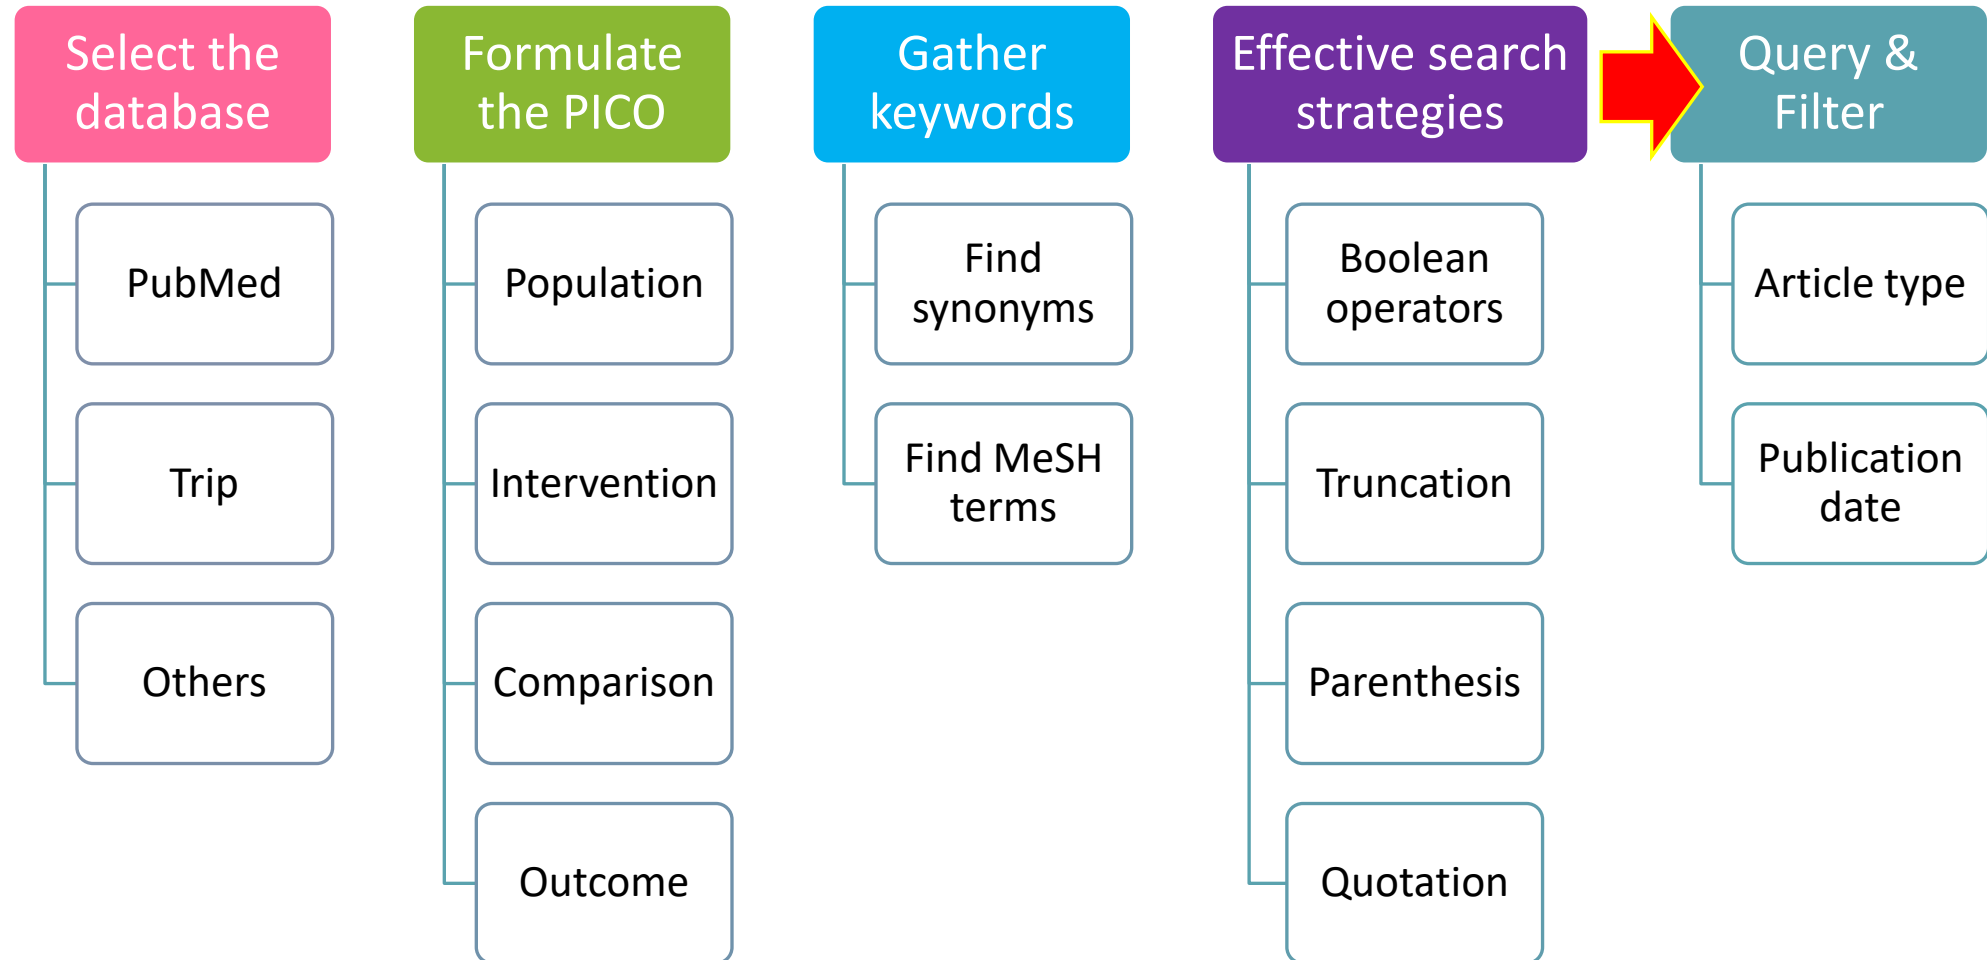 Select the
database
PubMed
Trip
Others
Formulate
the PICO
Population
Intervention
Comparison
Outcome
Gather
keywords
Find
synonyms
Find MeSH
terms
Effective search
strategies
Boolean
operators
Truncation
Parenthesis
Quotation
Query &
Filter
Article type
Publication
date